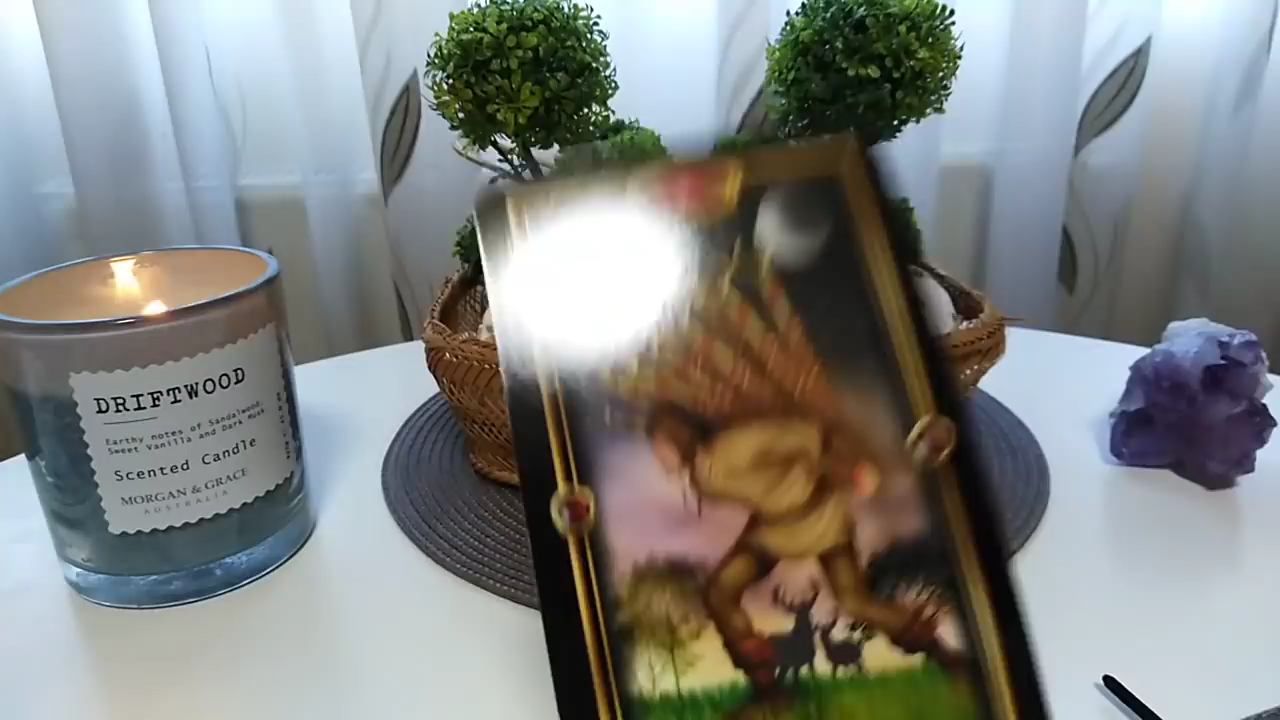 DRIFTWOOD
Earthy notes of Sandalwood,
Sweet Vanilla and Dark Musk
Scented Candle
MORGAN & GRACE
AUSTRALIA